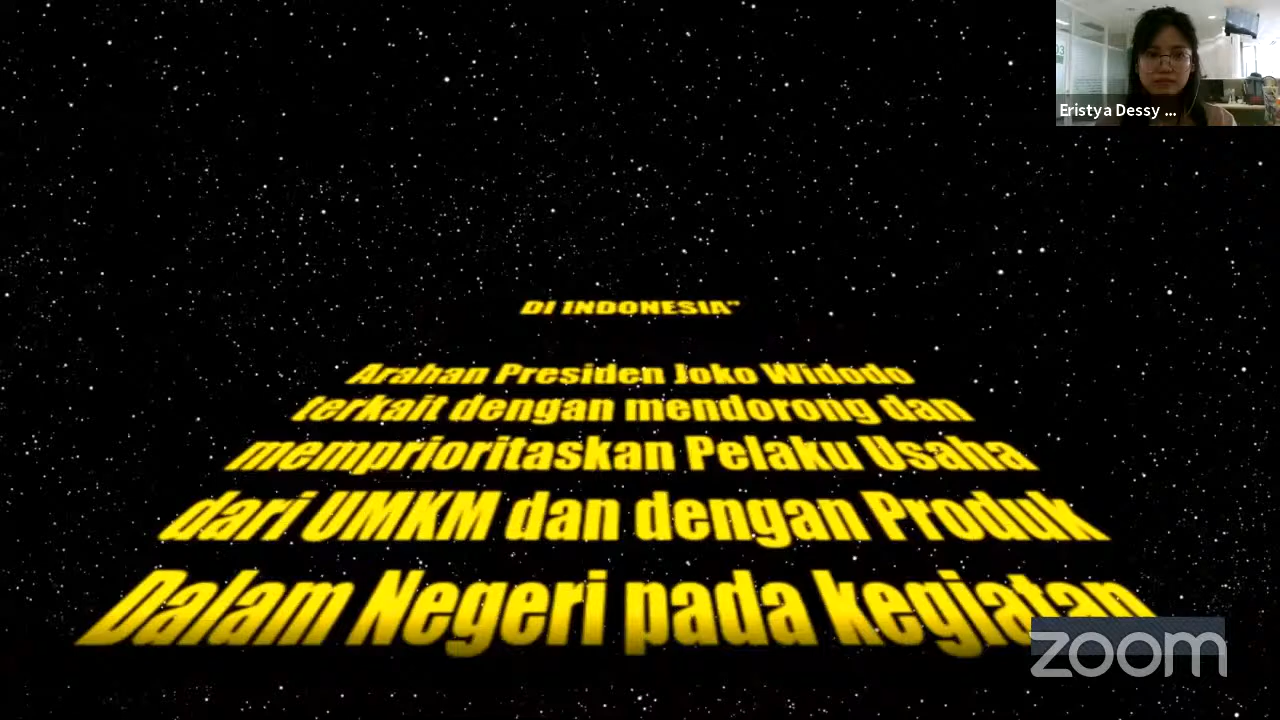 Eristya Dessy ...
DI INDONESIA"
Arahan Presiden Joko Widodo
terkait dengan mendorong dan
memprioritaskan Pelaku Usaha
dari UMKM dan dengan Produk
Dalam Negeri pada kegiatan
zoom